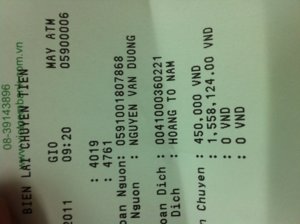 08-39143896
BIEN LAI CHUYEN TIEN
GIO MAY ATM
2011 09:20 05900006
: 4019
: 4761
oan Nguon: 05910001807868
Nguon : NGUYEN VAN DUONG
oan Dich : 0041000360221
Dich : HOANG TO NAM
n Chuyen : 450,000 VND
: 1,558,124.00 VND
: 0 VND
: 0 VND